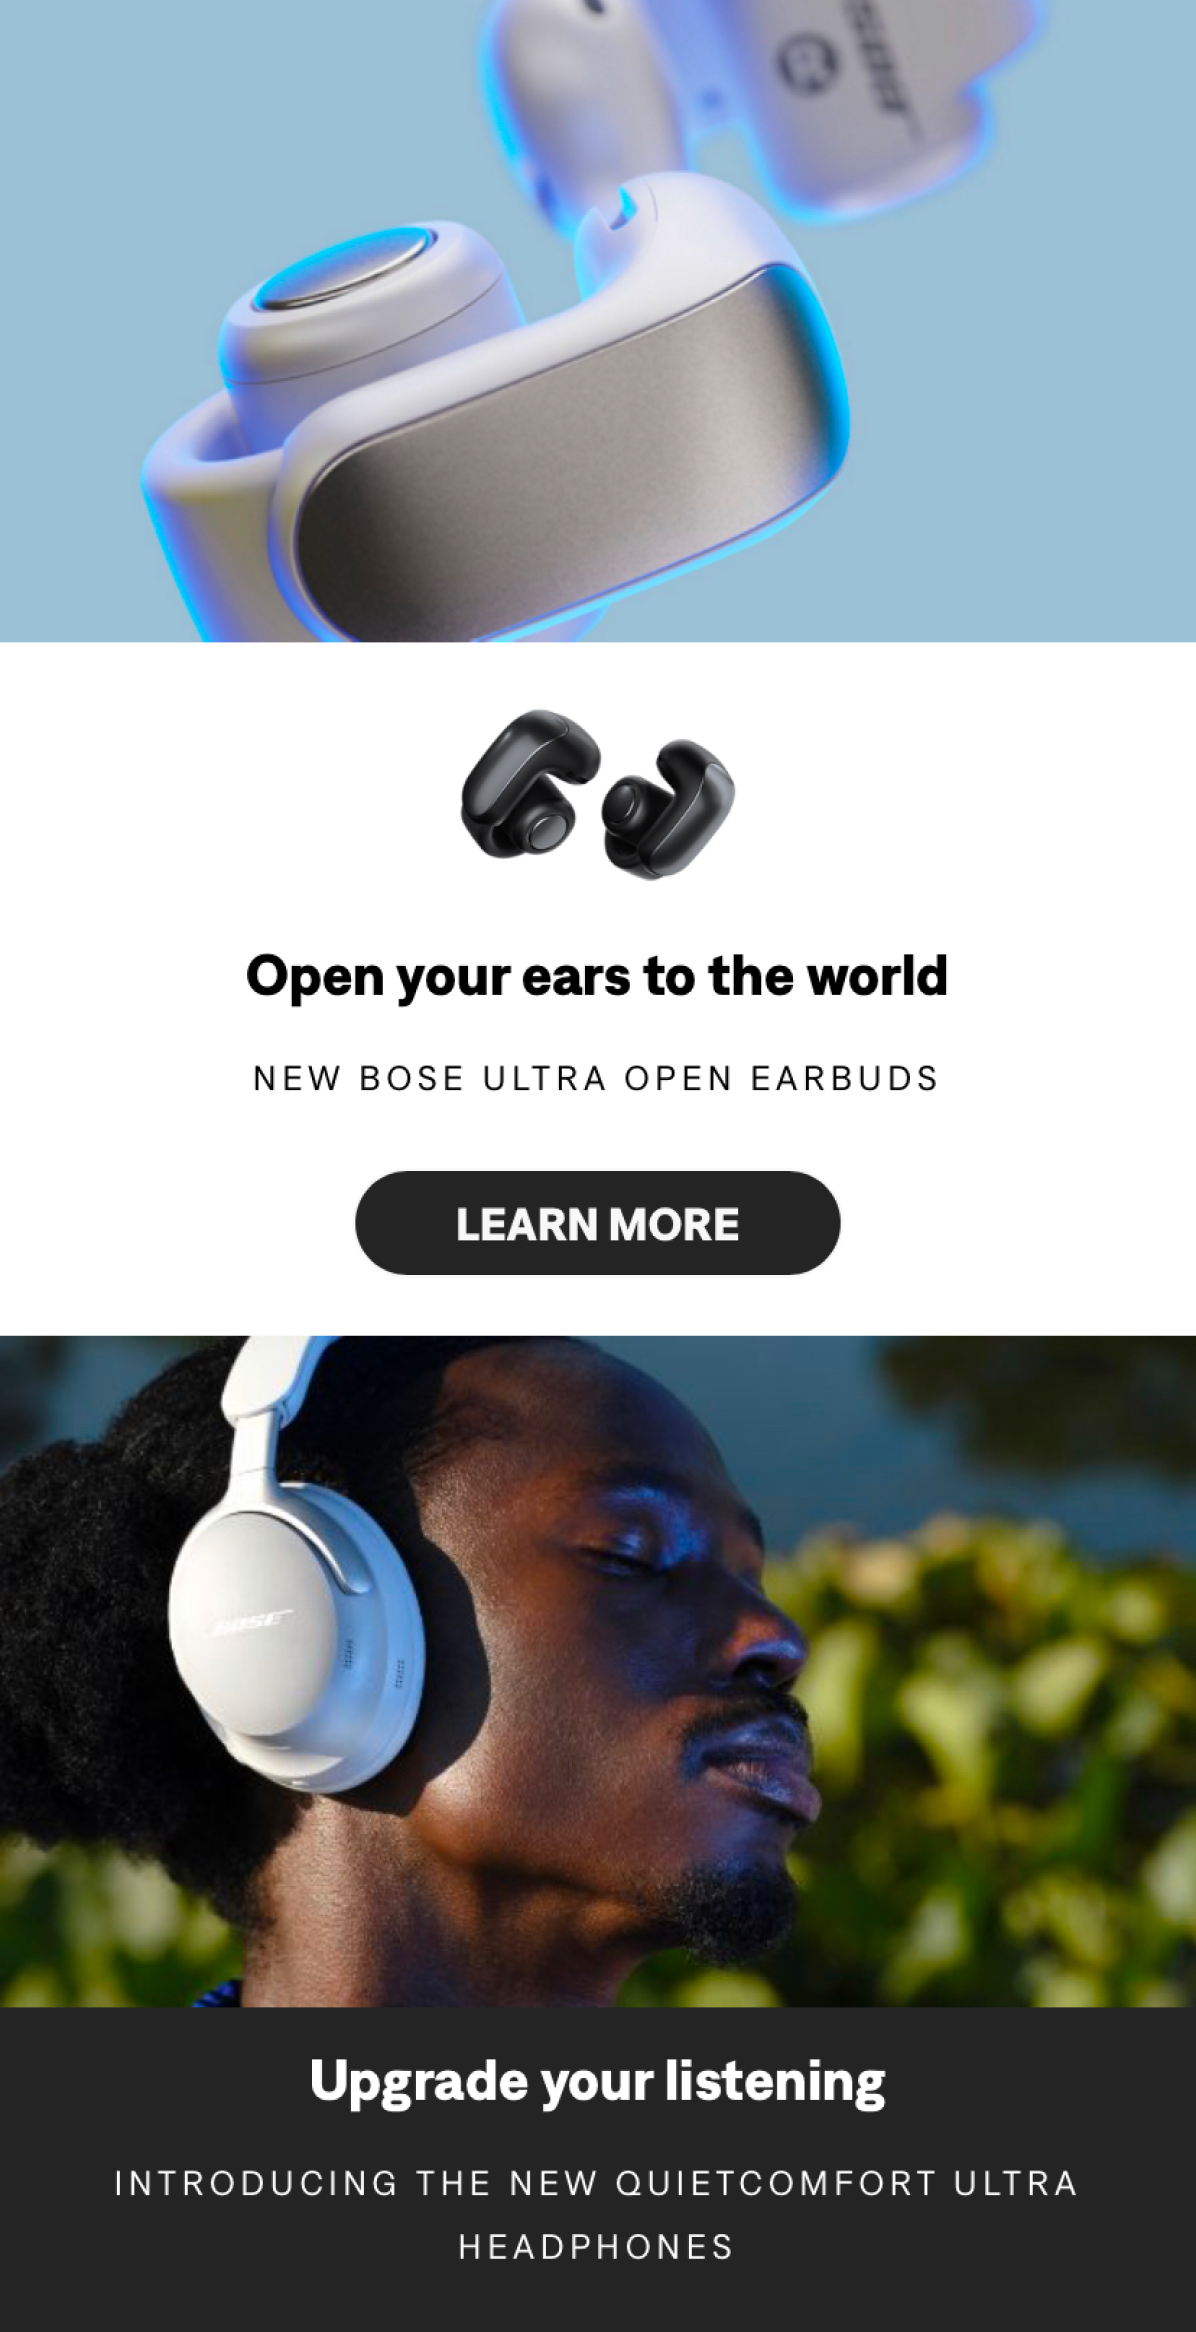 BOSE
Open your ears to the world
NEW BOSE ULTRA OPEN EARBUDS
LEARN MORE
BOSE
Upgrade your listening
INTRODUCING THE NEW QUIETCOMFORT ULTRA
HEADPHONES